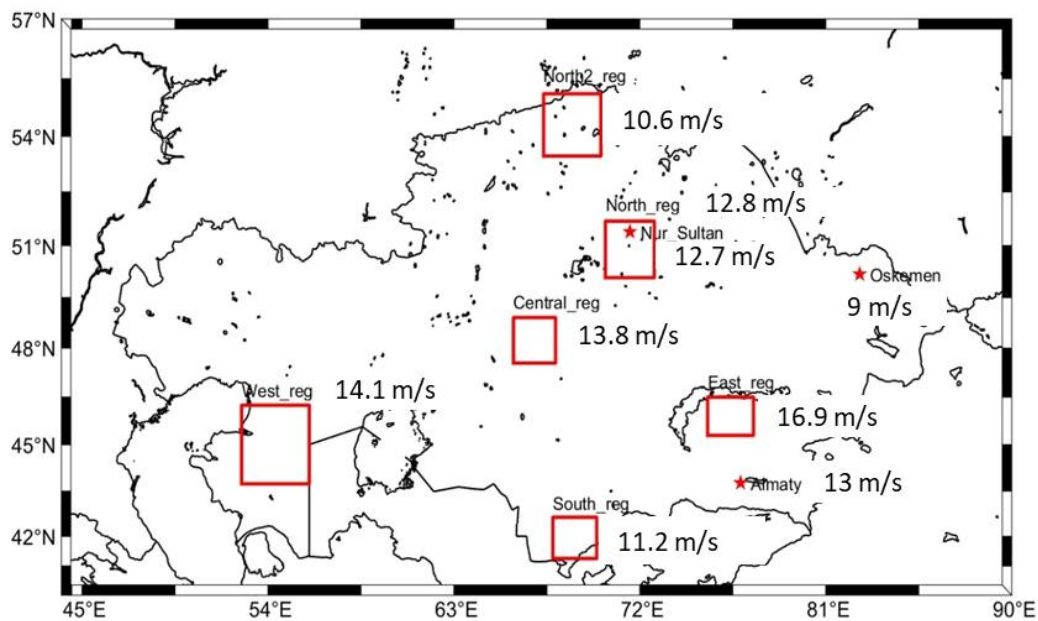 57°N
North2_reg
10.6 m/s
54°N
North_reg
12.8 m/s
51°N
Nur_Sultan
12.7 m/s
Oskemen
9 m/s
Central_reg
13.8 m/s
48°N
West_reg
14.1 m/s
East_reg
16.9 m/s
45°N
Almaty
13 m/s
South_reg
11.2 m/s
42°N
45°E
54°E
63°E
72°E
81°E
90°E